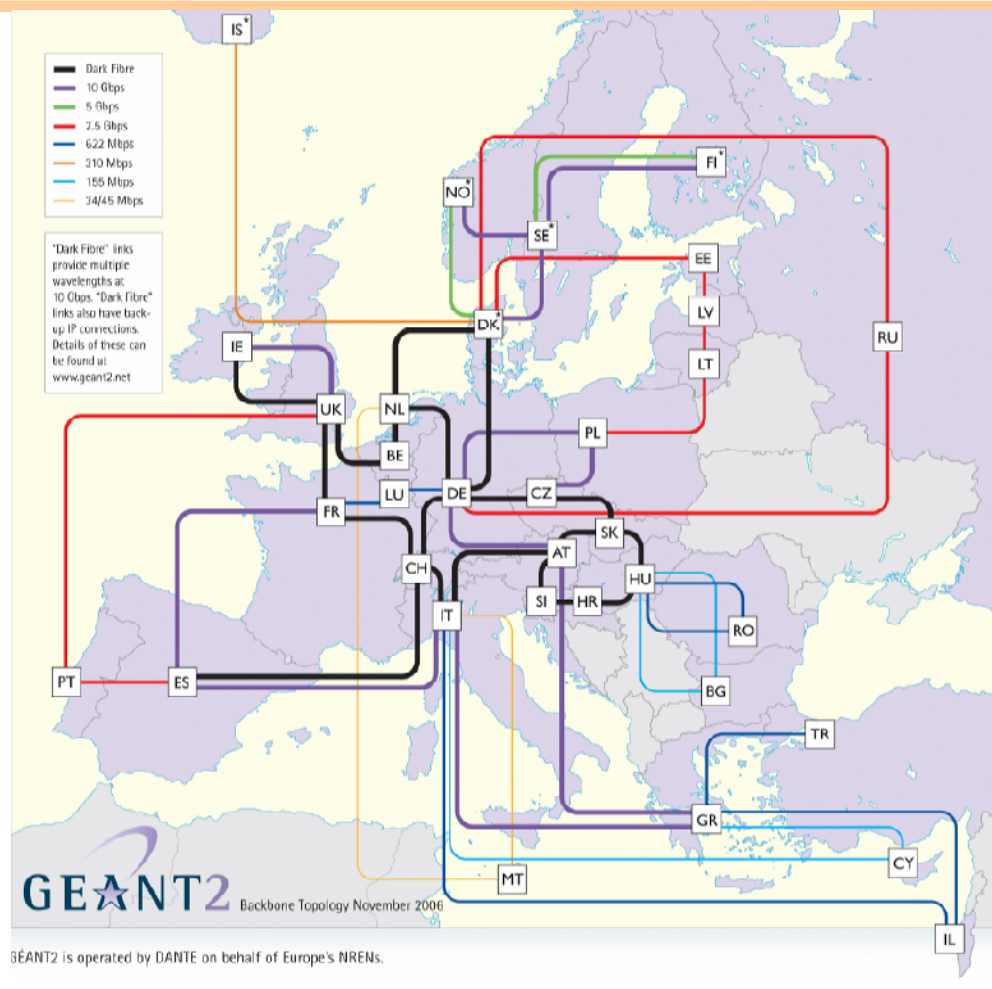 IS*
Dark Fibre
10 Gbps
5 Gbps
2.5 Gbps
622 Mbps
310 Mbps
155 Mbps
34/45 Mbps
"Dark Fibre" links
provide multiple
wavelengths at
10 Gbps. "Dark Fibre"
links also have back-
up IP connections.
Details of these can
be found at
www.geant2.net
FI*
NO*
SE*
EE
LV
DK*
RU
IE
LT
UK
NL
PL
BE
LU
DE
CZ
FR
SK
AT
CH
HU
SI
HR
IT
RO
PT
ES
BG
TR
GR
CY
MT
GEANT2
Backbone Topology November 2006
IL
GÉANT2 is operated by DANTE on behalf of Europe's NRENs.